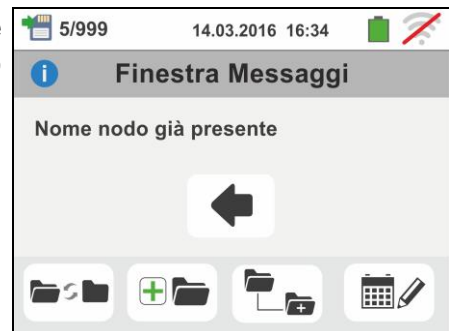 5/999 14.03.2016 16:34
Finestra Messaggi
Nome nodo già presente